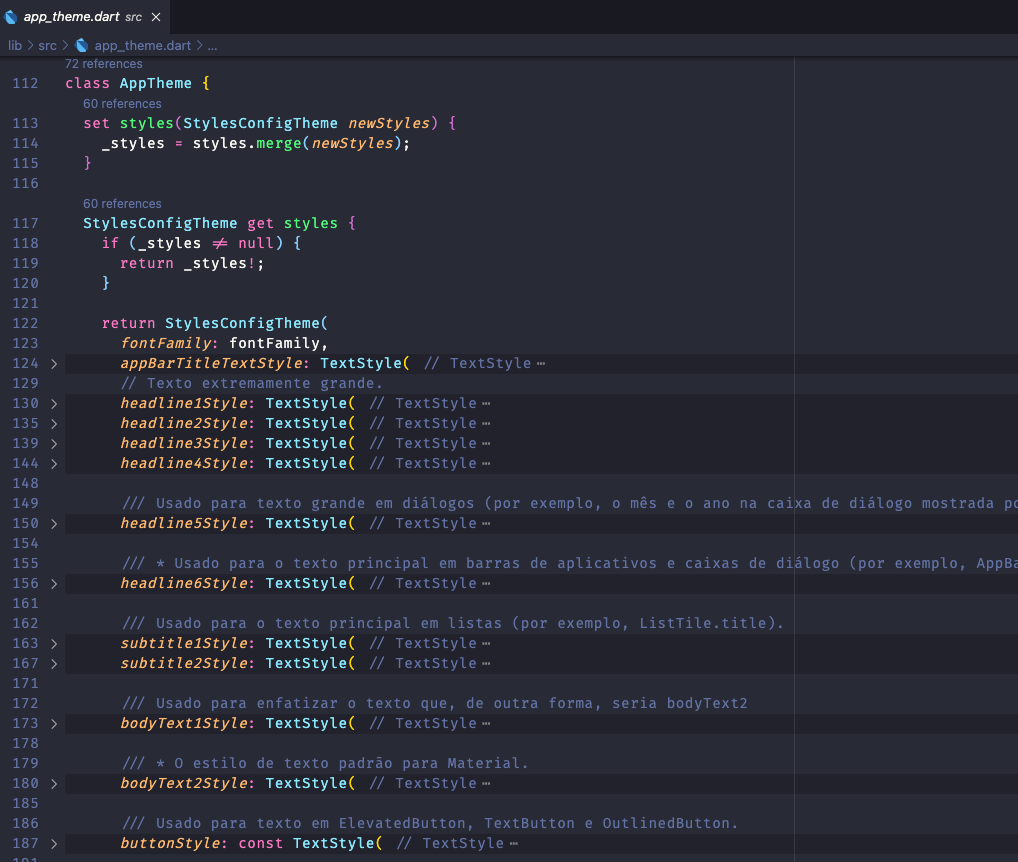 app_theme.dart src ×
lib > src > app_theme.dart > ...
72 references
112 class AppTheme {
60 references
113 set styles(StylesConfigTheme newStyles) {
114 _styles = styles.merge(newStyles);
115 }
116
60 references
117 StylesConfigTheme get styles {
118 if (_styles ≠ null) {
119 return _styles!;
120 }
121
122 return StylesConfigTheme(
123 fontFamily: fontFamily,
124 > appBarTitleTextStyle: TextStyle( // TextStyle ⋯
129 // Texto extremamente grande.
130 > headline1Style: TextStyle( // TextStyle ⋯
135 > headline2Style: TextStyle( // TextStyle ⋯
139 > headline3Style: TextStyle( // TextStyle ⋯
144 > headline4Style: TextStyle( // TextStyle ⋯
148
149 /// Usado para texto grande em diálogos (por exemplo, o mês e o ano na caixa de diálogo mostrada
150 > headline5Style: TextStyle( // TextStyle ⋯
154
155 /// * Usado para o texto principal em barras de aplicativos e caixas de diálogo (por exemplo,
156 > headline6Style: TextStyle( // TextStyle ⋯
161
162 /// Usado para o texto principal em listas (por exemplo, ListTile.title).
163 > subtitle1Style: TextStyle( // TextStyle ⋯
167 > subtitle2Style: TextStyle( // TextStyle ⋯
171
172 /// Usado para enfatizar o texto que, de outra forma, seria bodyText2
173 > bodyText1Style: TextStyle( // TextStyle ⋯
178
179 /// * O estilo de texto padrão para Material.
180 > bodyText2Style: TextStyle( // TextStyle ⋯
185
186 /// Usado para texto em ElevatedButton, TextButton e OutlinedButton.
187 > buttonStyle: const TextStyle( // TextStyle ⋯